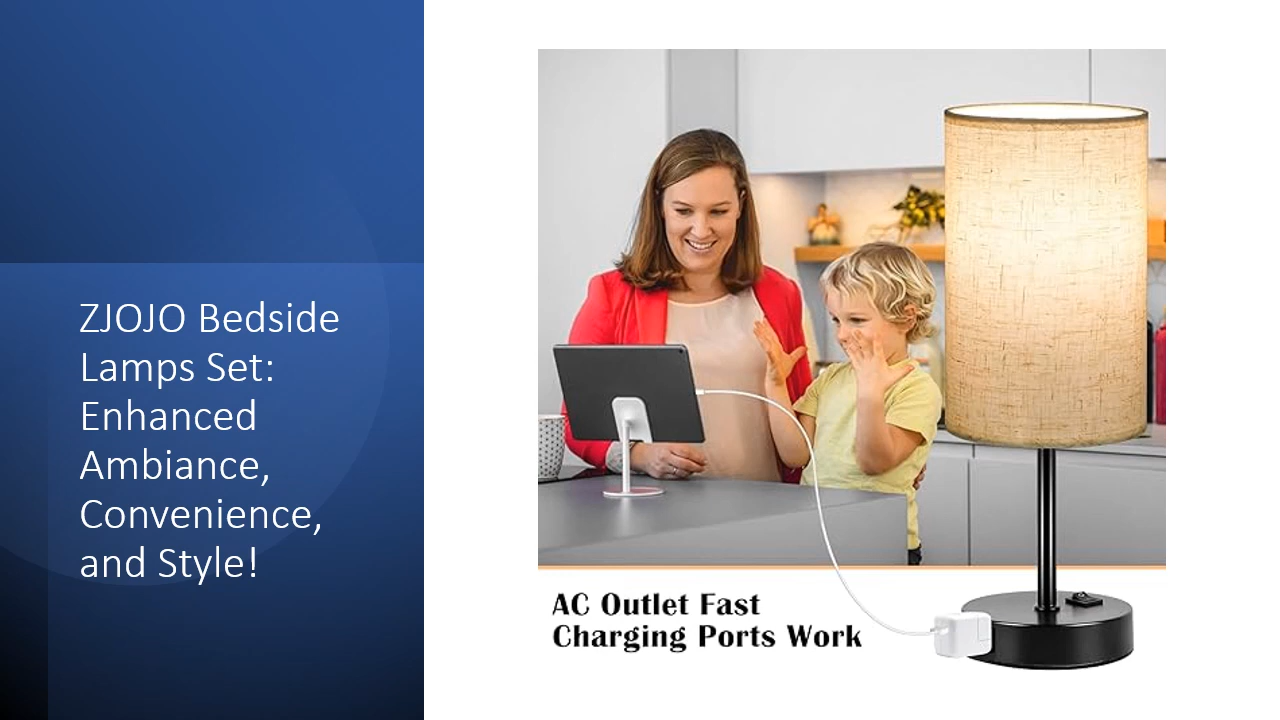 ZJOJO Bedside
Lamps Set:
Enhanced
Ambiance,
Convenience,
and Style!
AC Outlet Fast
Charging Ports Work